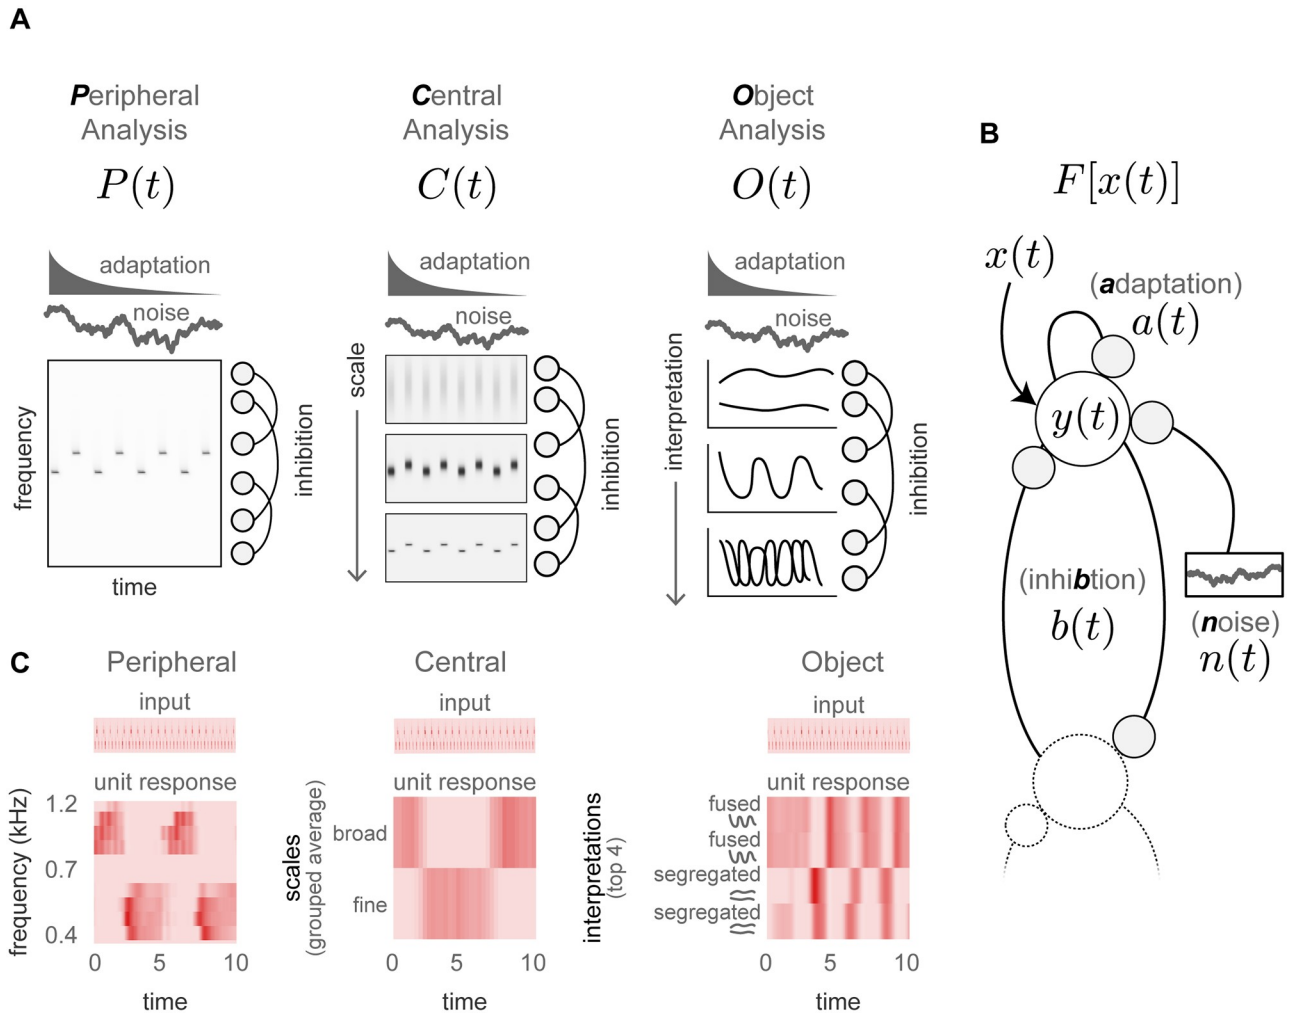 A
Peripheral
Analysis
P(t)
adaptation
noise
frequency
inhibition
time
Central
Analysis
C(t)
adaptation
noise
scale
inhibition
Object
Analysis
O(t)
adaptation
noise
interpretation
inhibition
B
F[x(t)]
x(t)
(adaptation)
a(t)
y(t)
(inhibtion)
b(t)
(noise)
n(t)
C
Peripheral
input
unit response
frequency (kHz)
1.2
0.7
0.4
0 5 10
time
Central
input
unit response
scales
(grouped average)
broad
fine
0 5 10
time
Object
input
unit response
interpretations
(top 4)
fused
fused
segregated
segregated
0 5 10
time